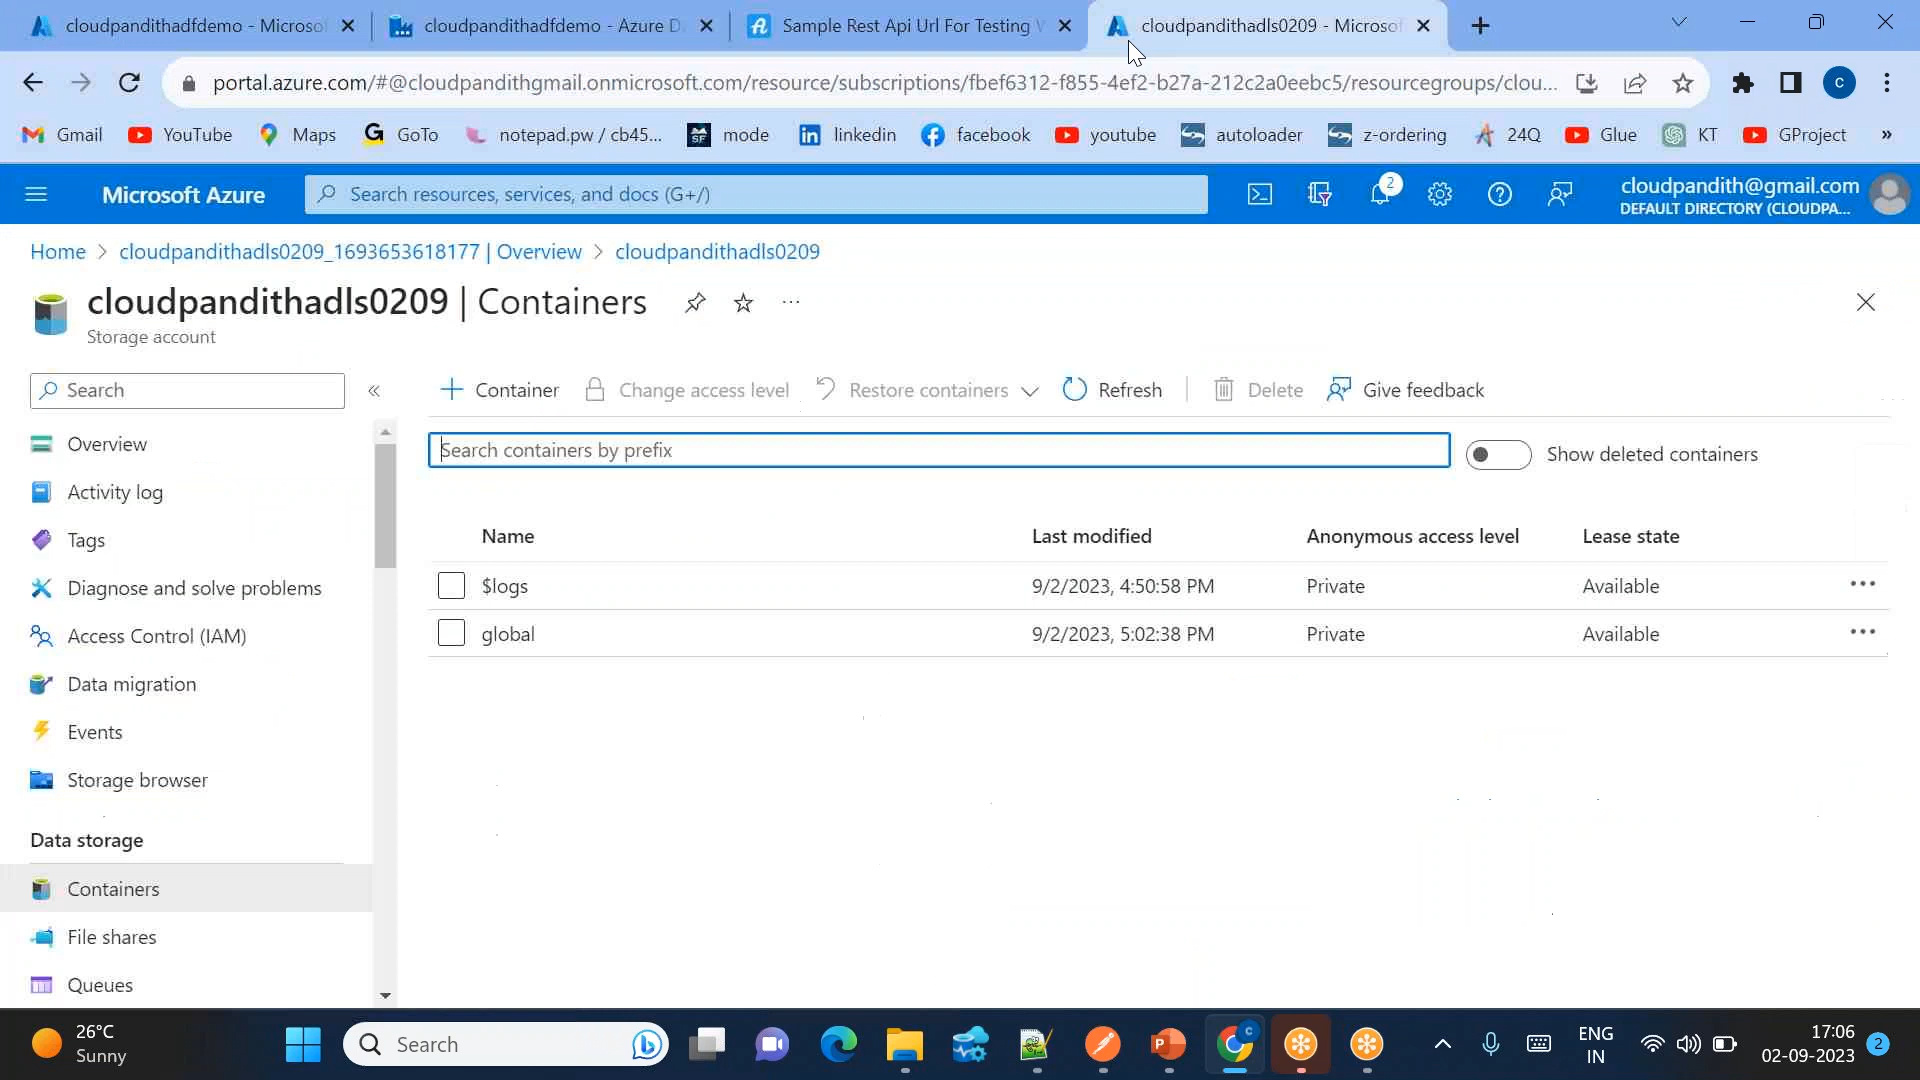 cloudpandithadfdemo - Microsof
cloudpandithadfdemo - Azure D
Sample Rest Api Url For Testing
cloudpandithadls0209 - Microsof
portal.azure.com/#@cloudpandithgmail.onmicrosoft.com/resource/subscriptions/fbef6312-f855-4ef2-b27a-212c2a0eebc5/resourcegroups/clou...
c
Gmail
YouTube
Maps
GoTo
notepad.pw / cb45...
mode
linkedin
facebook
youtube
autoloader
z-ordering
24Q
Glue
KT
GProject
»
Microsoft Azure
Search resources, services, and docs (G+/)
2
cloudpandith@gmail.com
DEFAULT DIRECTORY (CLOUDPA...
Home > cloudpandithadls0209_1693653618177 | Overview > cloudpandithadls0209
cloudpandithadls0209 | Containers
Storage account
Search
Container
Change access level
Restore containers
Refresh
Delete
Give feedback
Search containers by prefix
Show deleted containers
Overview
Activity log
Tags
Diagnose and solve problems
Access Control (IAM)
Data migration
Events
Storage browser
Data storage
Containers
File shares
Queues
Name Last modified Anonymous access level Lease state
$logs 9/2/2023, 4:50:58 PM Private Available
global 9/2/2023, 5:02:38 PM Private Available
26°C
Sunny
Search
ENG
IN
17:06
02-09-2023
2